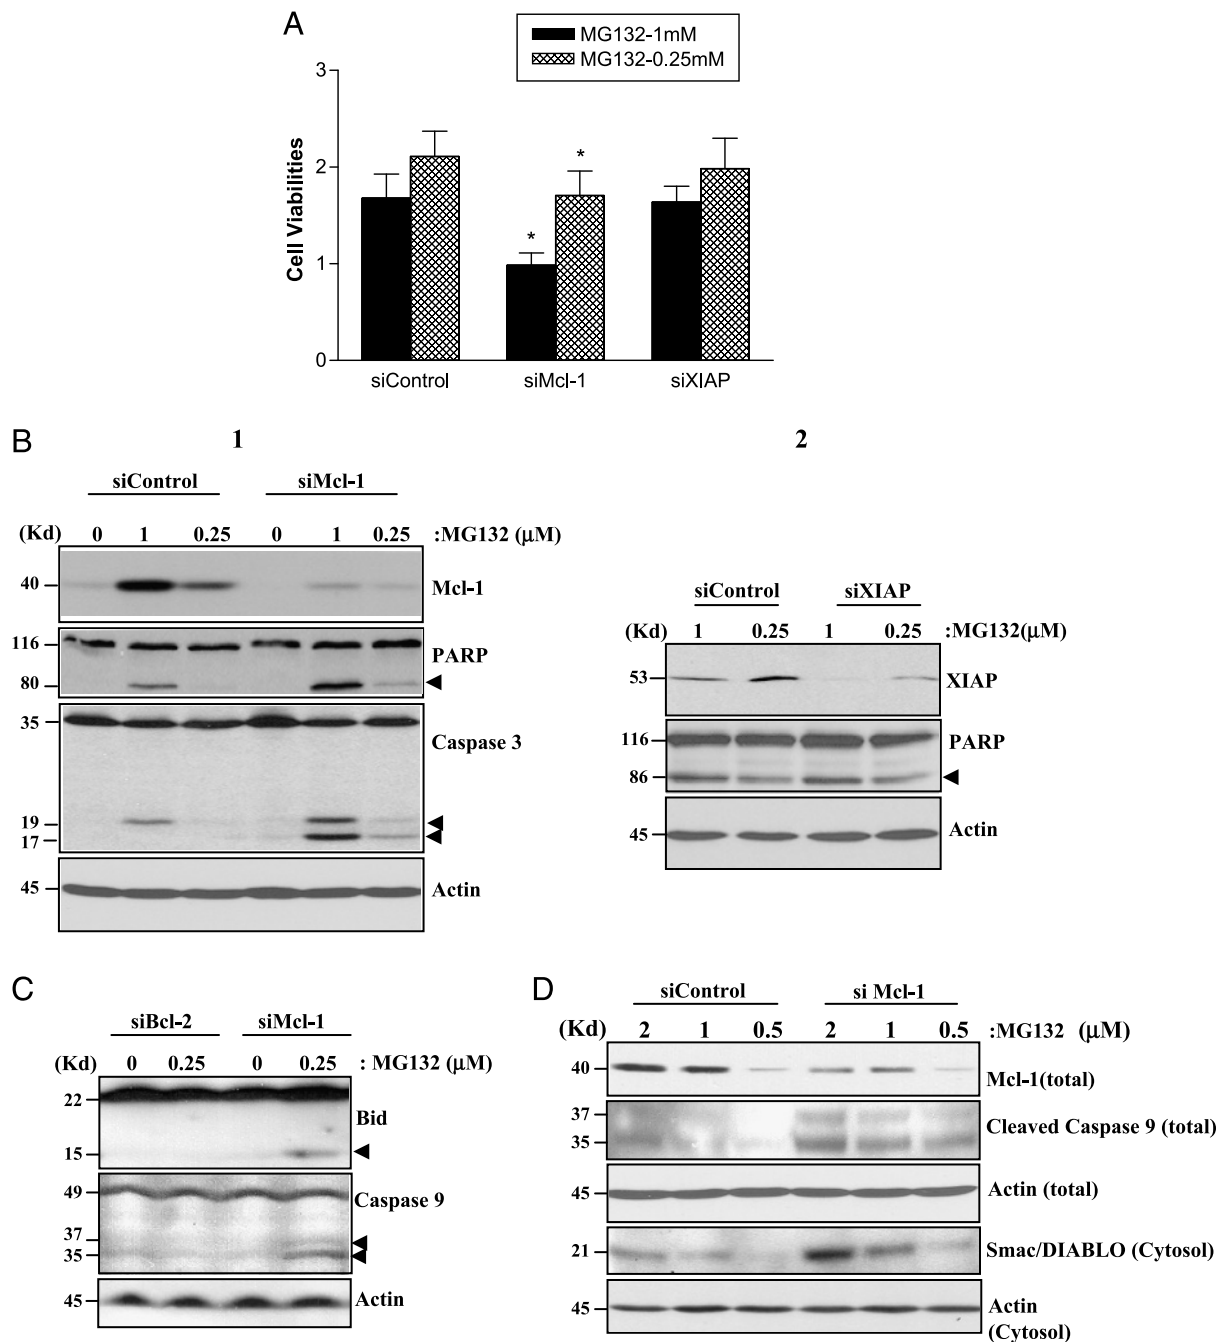 A
MG132-1mM
MG132-0.25mM
3
2
1
0
Cell Viabilities
*
*
siControl siMcl-1 siXIAP
B
1
2
siControl siMcl-1
(Kd) 0 1 0.25 0 1 0.25 :MG132 (μM)
40 Mcl-1
116 PARP
80
35 Caspase 3
19
17
45 Actin
siControl siXIAP
(Kd) 1 0.25 1 0.25 :MG132(μM)
53 XIAP
116 PARP
86
45 Actin
C
siBcl-2 siMcl-1
(Kd) 0 0.25 0 0.25 : MG132 (μM)
22 Bid
15
49 Caspase 9
37
35
45 Actin
D
siControl si Mcl-1
(Kd) 2 1 0.5 2 1 0.5 :MG132 (μM)
40 Mcl-1(total)
37 Cleaved Caspase 9 (total)
35
45 Actin (total)
21 Smac/DIABLO (Cytosol)
45 Actin
(Cytosol)